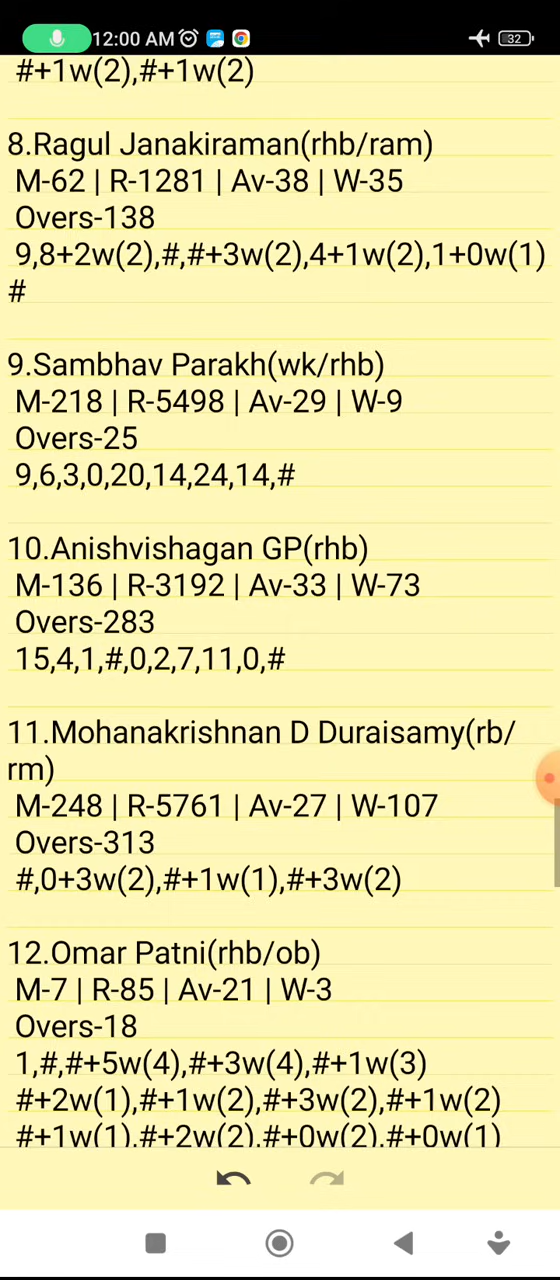 12:00 AM
32
#+1w(2),#+1w(2)
8.Ragul Janakiraman(rhb/ram)
M-62 | R-1281 | Av-38 | W-35
Overs-138
9,8+2w(2),#,#+3w(2),4+1w(2),1+0w(1)
#
9.Sambhav Parakh(wk/rhb)
M-218 | R-5498 | Av-29 | W-9
Overs-25
9,6,3,0,20,14,24,14,#
10.Anishvishagan GP(rhb)
M-136 | R-3192 | Av-33 | W-73
Overs-283
15,4,1,#,0,2,7,11,0,#
11.Mohanakrishnan D Duraisamy(rb/
rm)
M-248 | R-5761 | Av-27 | W-107
Overs-313
#,0+3w(2),#+1w(1),#+3w(2)
12.Omar Patni(rhb/ob)
M-7 | R-85 | Av-21 | W-3
Overs-18
1,#,#+5w(4),#+3w(4),#+1w(3)
#+2w(1),#+1w(2),#+3w(2),#+1w(2)
#+1w(1),#+2w(2),#+0w(2),#+0w(1)